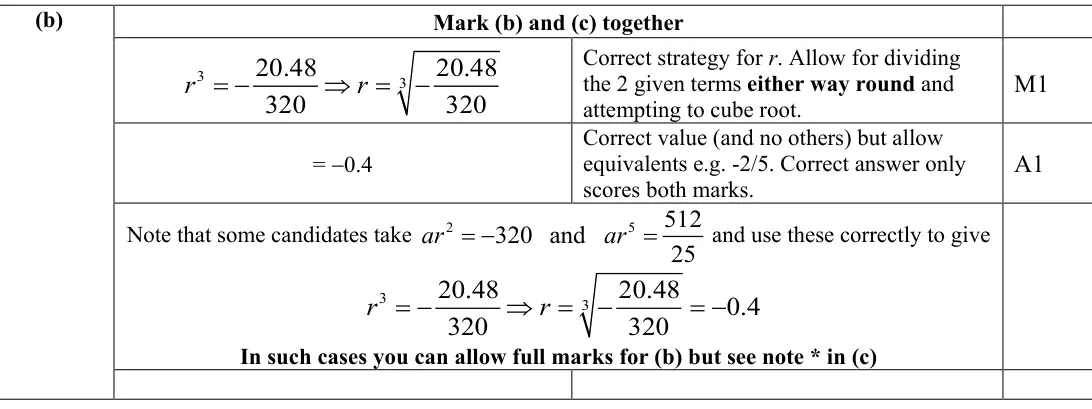 (b)
Mark (b) and (c) together
r³ = −20.48/320 ⇒ r = ∛(−20.48/320)
Correct strategy for r. Allow for dividing
the 2 given terms either way round and
attempting to cube root.
M1
= –0.4
Correct value (and no others) but allow
equivalents e.g. -2/5. Correct answer only
scores both marks.
A1
Note that some candidates take ar² = −320 and ar⁵ = 512/25 and use these correctly to give
r³ = −20.48/320 ⇒ r = ∛(−20.48/320) = −0.4
In such cases you can allow full marks for (b) but see note * in (c)